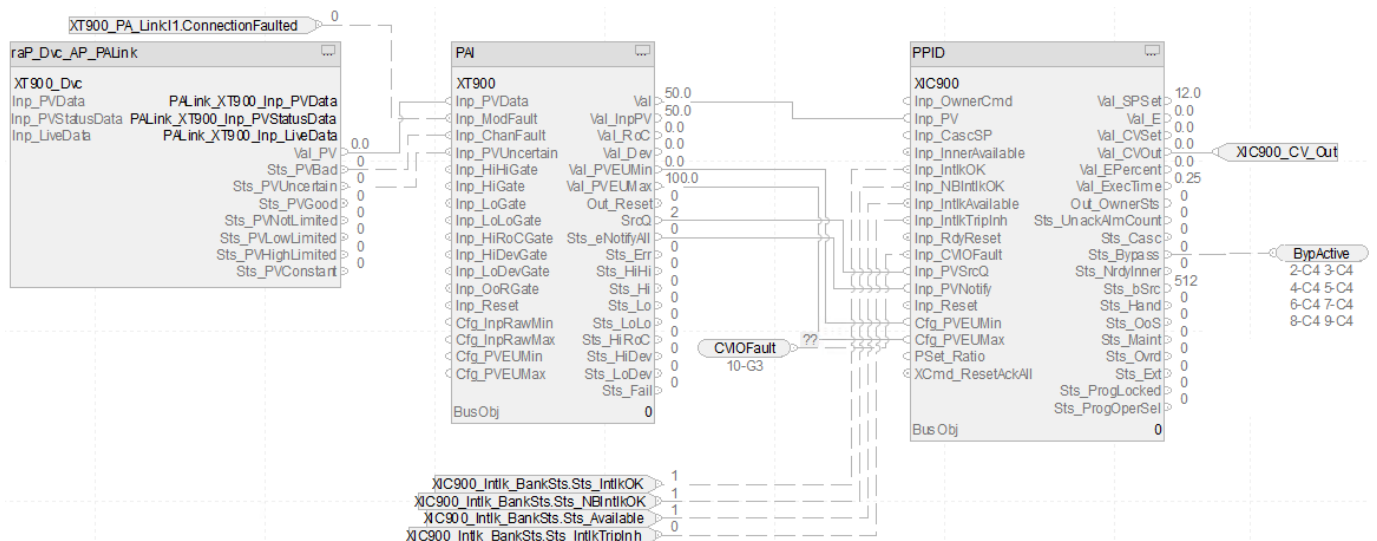 XT900_PA_Link:I1.ConnectionFaulted
0
raP_Dvc_AP_PALink
XT900_Dvc
Inp_PVData PALink_XT900_Inp_PVData
Inp_PVStatusData PALink_XT900_Inp_PVStatusData
Inp_LiveData PALink_XT900_Inp_LiveData
Val_PV 0.0
Sts_PVBad 0
Sts_PVUncertain 0
Sts_PVGood 0
Sts_PVNotLimited 0
Sts_PVLowLimited 0
Sts_PVHighLimited 0
Sts_PVConstant 0
PAI
XT900
Inp_PVData Val 50.0
Inp_ModFault Val_InpPV 50.0
Inp_ChanFault Val_RoC 0.0
Inp_PVUncertain Val_Dev 0.0
Inp_HiHiGate Val_PVEUMin 0.0
Inp_HiGate Val_PVEUMax 100.0
Inp_LoGate Out_Reset 0
Inp_LoLoGate SrcQ 2
Inp_HiRoCGate Sts_eNotifyAll 0
Inp_HiDevGate Sts_Err 0
Inp_LoDevGate Sts_HiHi 0
Inp_OoRGate Sts_Hi 0
Inp_Reset Sts_Lo 0
Cfg_InpRawMin Sts_LoLo 0
Cfg_InpRawMax Sts_HiRoC 0
Cfg_PVEUMin Sts_HiDev 0
Cfg_PVEUMax Sts_LoDev 0
Sts_Fail 0
BusObj 0
CVIOFault
10-G3
??
PPID
XIC900
Inp_OwnerCmd Val_SPSet 12.0
Inp_PV Val_E 0.0
Inp_CascSP Val_CVSet 0.0
Inp_InnerAvailable Val_CVOut 0.0
Inp_IntlkOK Val_EPercent 0.0
Inp_NBIntlkOK Val_ExecTime 0.25
Inp_IntlkAvailable Out_OwnerSts 0
Inp_IntlkTripInh Sts_UnackAlmCount 0
Inp_RdyReset Sts_Casc 0
Inp_CVIOFault Sts_Bypass 0
Inp_PVSrcQ Sts_NrdyInner 0
Inp_PVNotify Sts_bSrc 512
Inp_Reset Sts_Hand 0
Cfg_PVEUMin Sts_OoS 0
Cfg_PVEUMax Sts_Maint 0
PSet_Ratio Sts_Ovrd 0
XCmd_ResetAckAll Sts_Ext 0
Sts_ProgLocked 0
Sts_ProgOperSel 0
BusObj 0
XIC900_CV_Out
BypActive
2-C4 3-C4
4-C4 5-C4
6-C4 7-C4
8-C4 9-C4
XIC900_Intlk_BankSts.Sts_IntlkOK 1
XIC900_Intlk_BankSts.Sts_NBIntlkOK 1
XIC900_Intlk_BankSts.Sts_Available 1
XIC900_Intlk_BankSts.Sts_IntlkTripInh 0